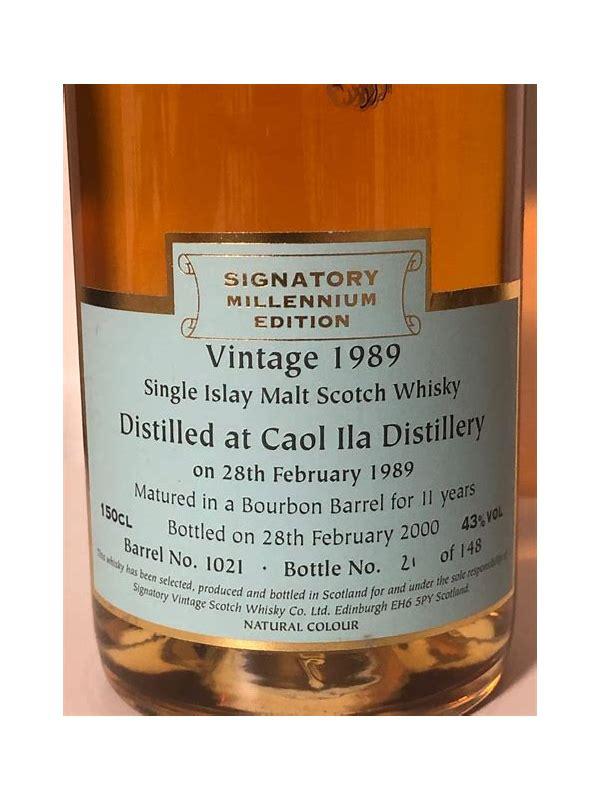 SIGNATORY
MILLENNIUM
EDITION
Vintage 1989
Single Islay Malt Scotch Whisky
Distilled at Caol Ila Distillery
on 28th February 1989
Matured in a Bourbon Barrel for 11 years
150CL Bottled on 28th February 2000 43%VOL
Barrel No. 1021 · Bottle No. 21 of 148
This whisky has been selected, produced and bottled in Scotland for and under the sole responsibility of
Signatory Vintage Scotch Whisky Co. Ltd. Edinburgh EH6 5PY Scotland.
NATURAL COLOUR